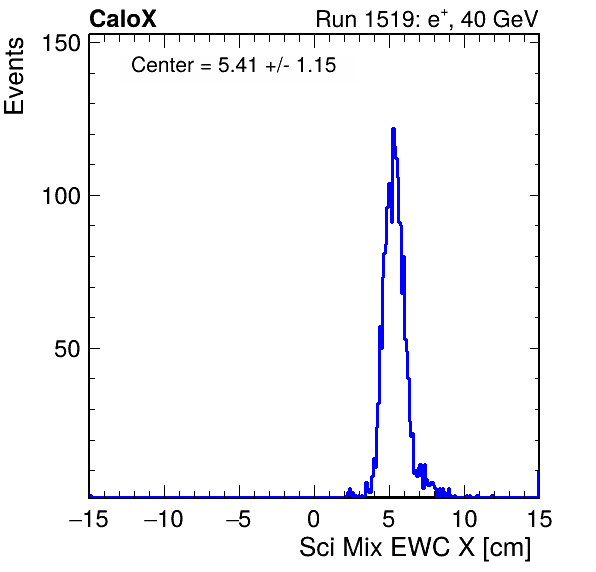 CaloX Run 1519: e⁺, 40 GeV
Center = 5.41 +/- 1.15
Events
150
100
50
−15 −10 −5 0 5 10 15
Sci Mix EWC X [cm]